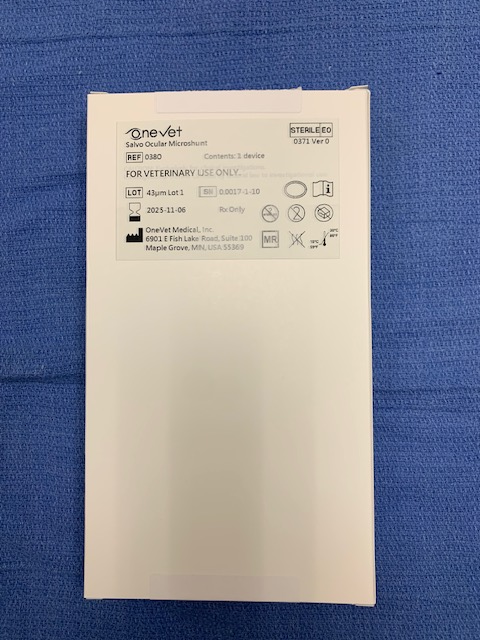 OneVet
STERILE EO
Salvo Ocular Microshunt
0371 Ver 0
REF 0380 Contents: 1 device
FOR VETERINARY USE ONLY
LOT 43µm Lot 1 SN 0.0017-1-10
2025-11-06 Rx Only
OneVet Medical, Inc.
6901 E Fish Lake Road, Suite 100
Maple Grove, MN, USA 55369
MR